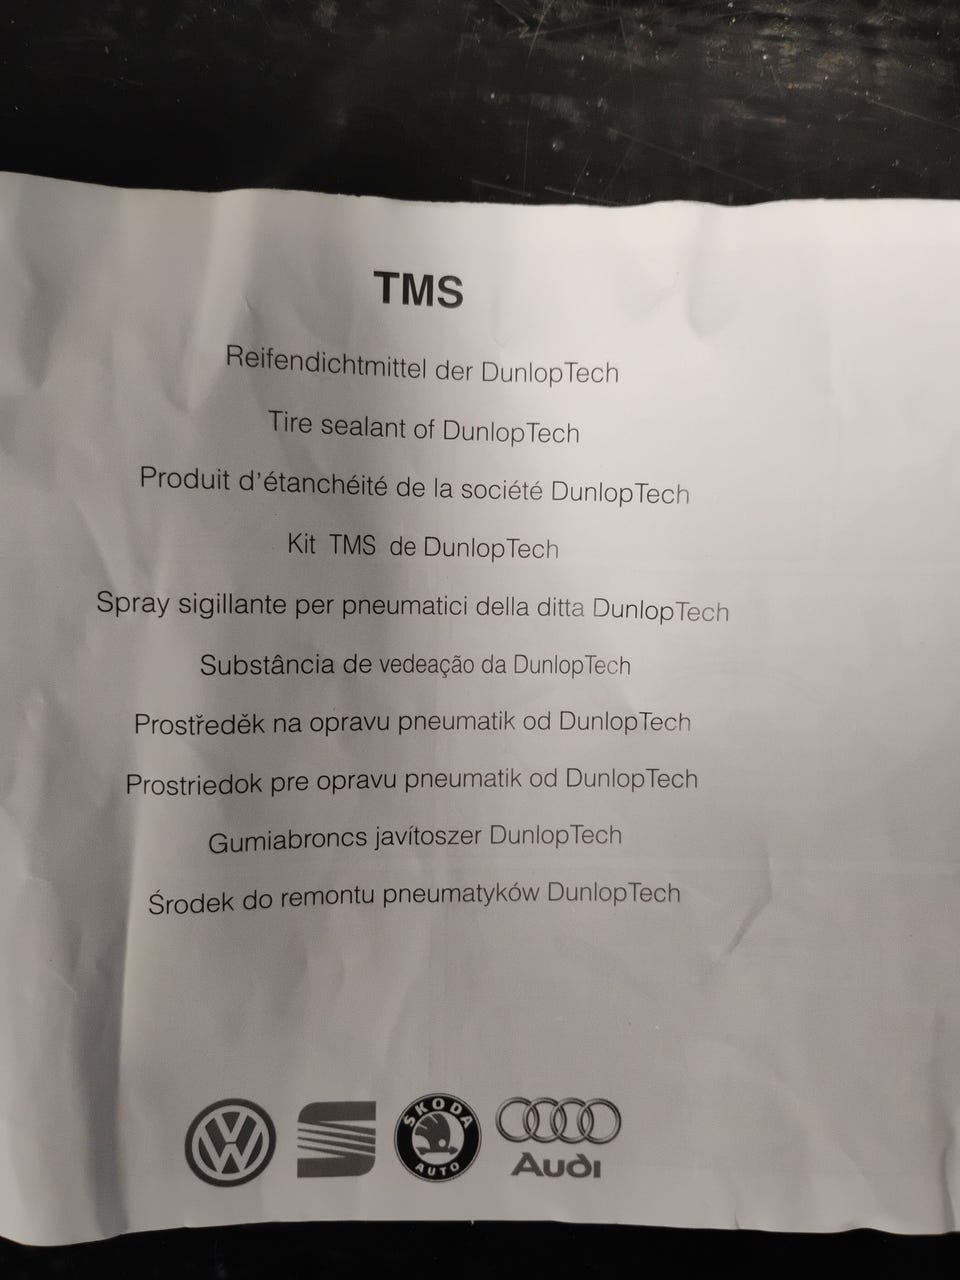 TMS
Reifendichtmittel der DunlopTech
Tire sealant of DunlopTech
Produit d'étanchéité de la société DunlopTech
Kit TMS de DunlopTech
Spray sigillante per pneumatici della ditta DunlopTech
Substância de vedeação da DunlopTech
Prostředěk na opravu pneumatik od DunlopTech
Prostriedok pre opravu pneumatik od DunlopTech
Gumiabroncs javítoszer DunlopTech
Środek do remontu pneumatyków DunlopTech
VW
S
SKODA
AUTO
Audi